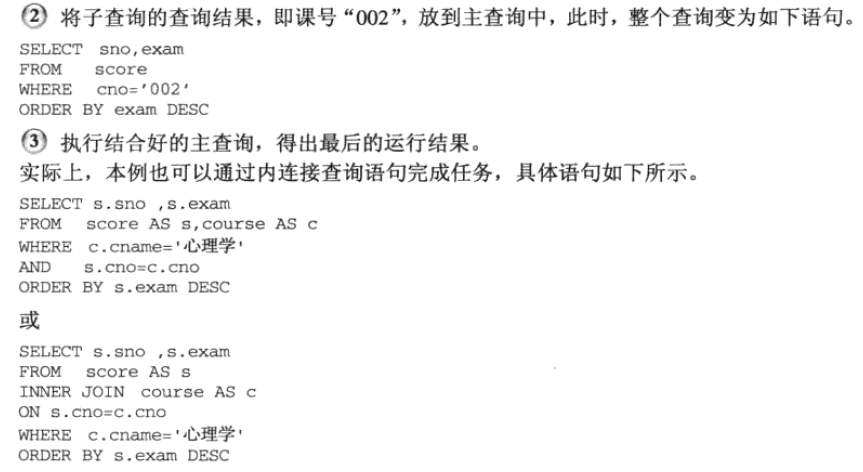 ② 将子查询的查询结果，即课号“002”，放到主查询中，此时，整个查询变为如下语句。
SELECT sno,exam
FROM score
WHERE cno='002'
ORDER BY exam DESC
③ 执行结合好的主查询，得出最后的运行结果。
实际上，本例也可以通过内连接查询语句完成任务，具体语句如下所示。
SELECT s.sno ,s.exam
FROM score AS s,course AS c
WHERE c.cname='心理学'
AND s.cno=c.cno
ORDER BY s.exam DESC
或
SELECT s.sno ,s.exam
FROM score AS s
INNER JOIN course AS c
ON s.cno=c.cno
WHERE c.cname='心理学'
ORDER BY s.exam DESC